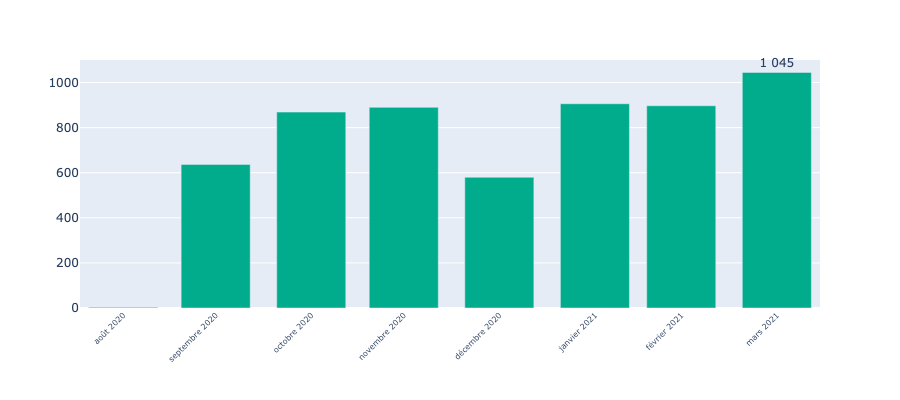 1 045
1000
800
600
400
200
0
août 2020
septembre 2020
octobre 2020
novembre 2020
décembre 2020
janvier 2021
février 2021
mars 2021